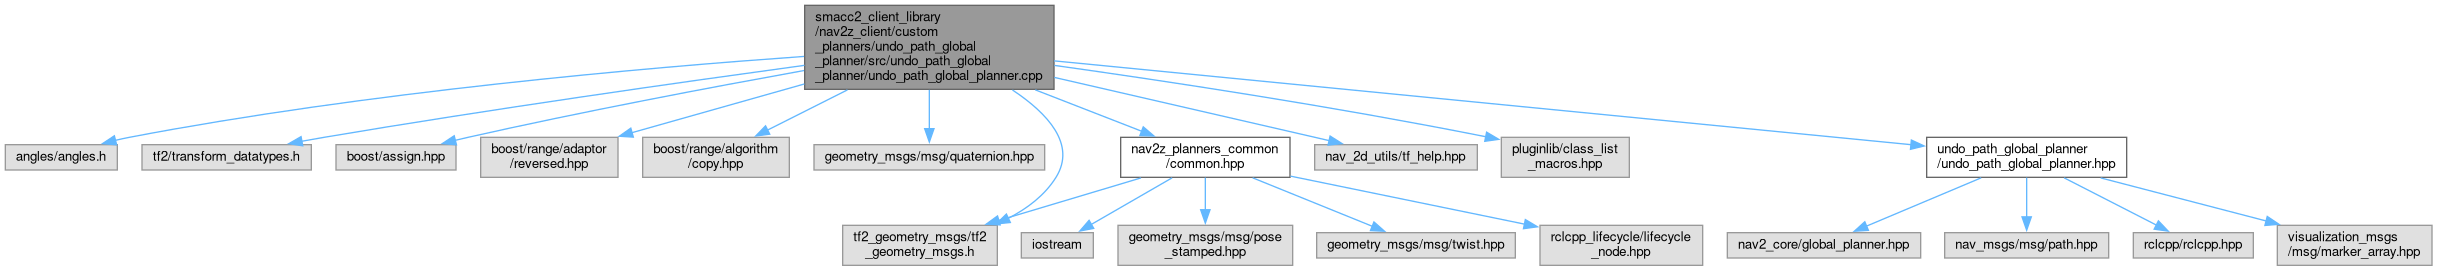 smacc2_client_library
/nav2z_client/custom
_planners/undo_path_global
_planner/src/undo_path_global
_planner/undo_path_global_planner.cpp
angles/angles.h
tf2/transform_datatypes.h
boost/assign.hpp
boost/range/adaptor
/reversed.hpp
boost/range/algorithm
/copy.hpp
geometry_msgs/msg/quaternion.hpp
nav2z_planners_common
/common.hpp
nav_2d_utils/tf_help.hpp
pluginlib/class_list
_macros.hpp
undo_path_global_planner
/undo_path_global_planner.hpp
tf2_geometry_msgs/tf2
_geometry_msgs.h
iostream
geometry_msgs/msg/pose
_stamped.hpp
geometry_msgs/msg/twist.hpp
rclcpp_lifecycle/lifecycle
_node.hpp
nav2_core/global_planner.hpp
nav_msgs/msg/path.hpp
rclcpp/rclcpp.hpp
visualization_msgs
/msg/marker_array.hpp